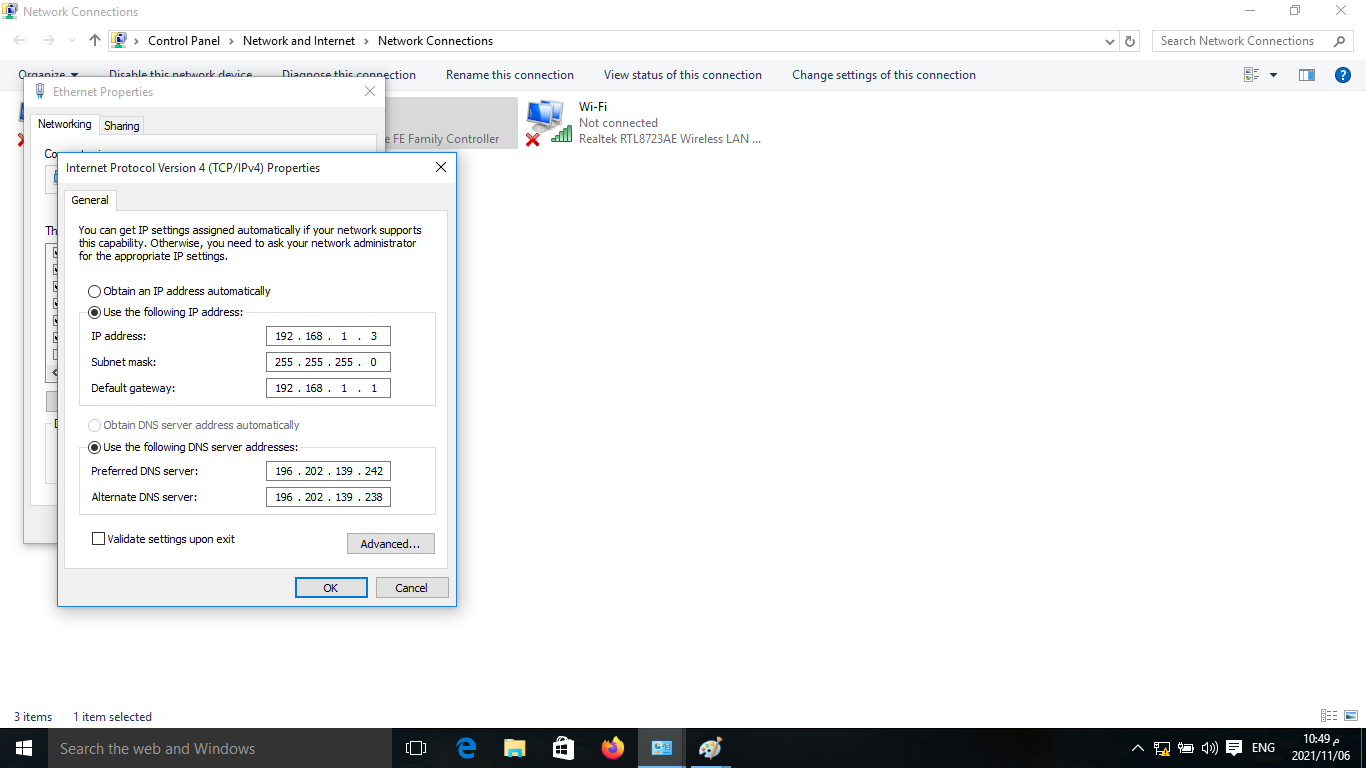 Network Connections
Control Panel > Network and Internet > Network Connections
Search Network Connections
Organize
Disable this network device
Diagnose this connection
Rename this connection
View status of this connection
Change settings of this connection
Ethernet Properties
Networking
Sharing
e FE Family Controller
Wi-Fi
Not connected
Realtek RTL8723AE Wireless LAN ...
Internet Protocol Version 4 (TCP/IPv4) Properties
General
You can get IP settings assigned automatically if your network supports
this capability. Otherwise, you need to ask your network administrator
for the appropriate IP settings.
Obtain an IP address automatically
Use the following IP address:
IP address:
192 . 168 . 1 . 3
Subnet mask:
255 . 255 . 255 . 0
Default gateway:
192 . 168 . 1 . 1
Obtain DNS server address automatically
Use the following DNS server addresses:
Preferred DNS server:
196 . 202 . 139 . 242
Alternate DNS server:
196 . 202 . 139 . 238
Validate settings upon exit
Advanced...
OK
Cancel
3 items
1 item selected
Search the web and Windows
ENG
10:49 م
2021/11/06